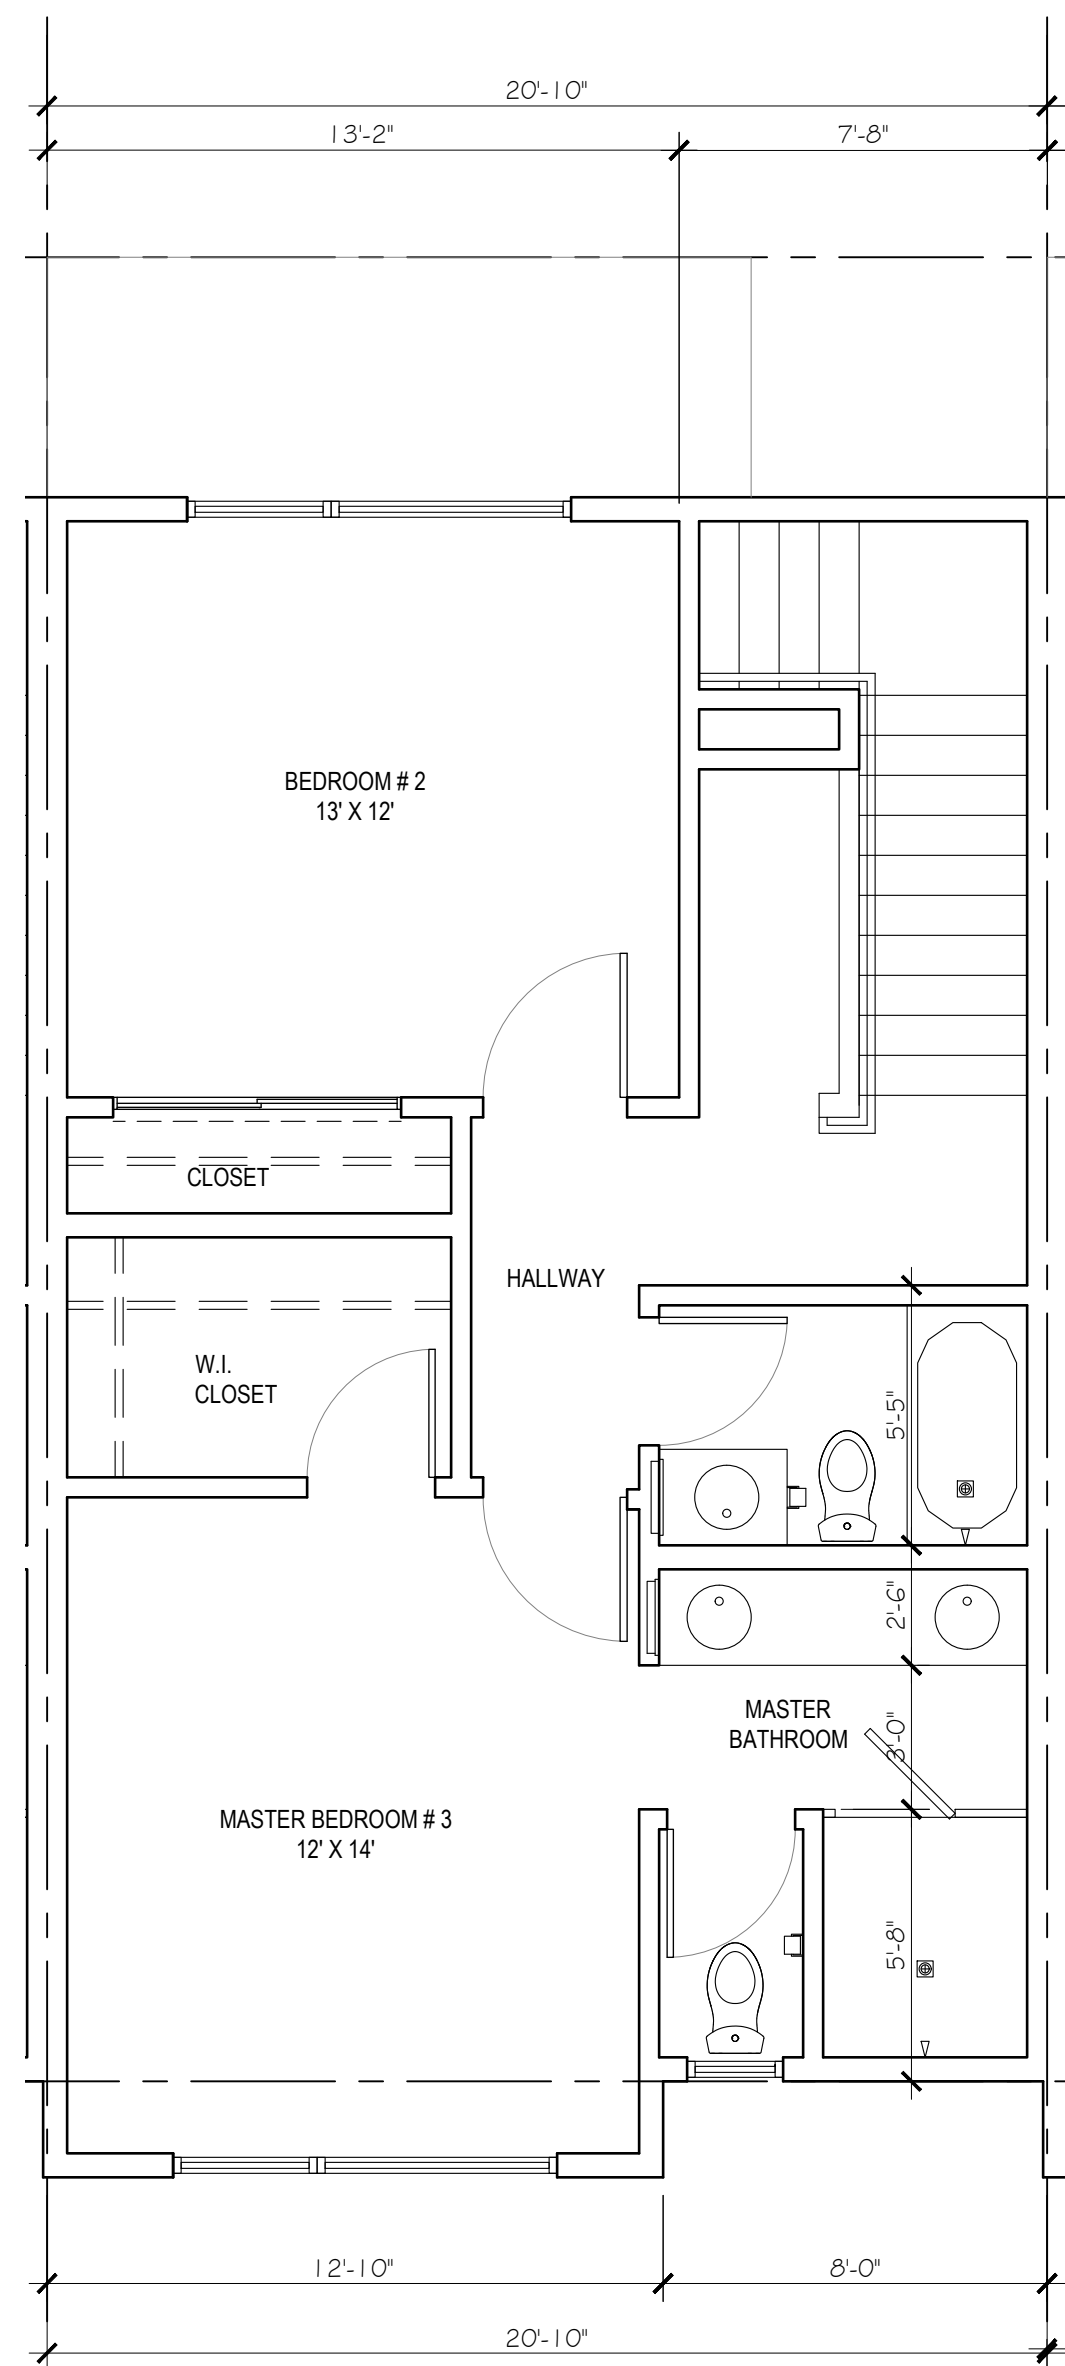 20'-10"
13'-2"
7'-8"
BEDROOM # 2
13' X 12'
CLOSET
HALLWAY
W.I.
CLOSET
5'-5"
2'-6"
MASTER
BATHROOM
3'-0"
MASTER BEDROOM # 3
12' X 14'
5'-8"
12'-10"
8'-0"
20'-10"